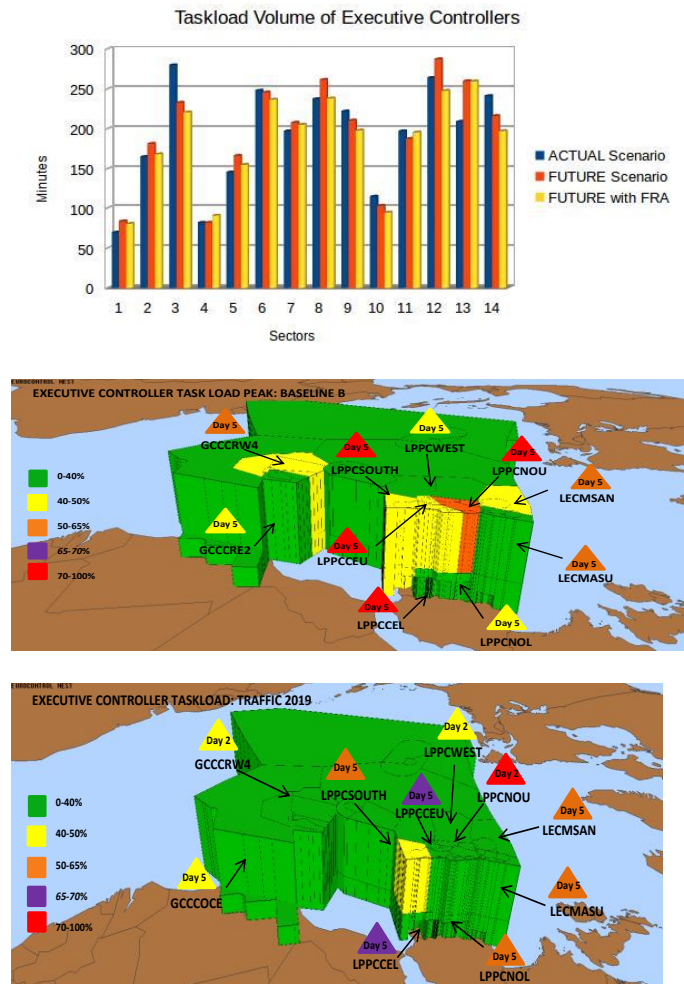 Taskload Volume of Executive Controllers
300
250
200
150
100
50
0
Minutes
1 2 3 4 5 6 7 8 9 10 11 12 13 14
Sectors
ACTUAL Scenario
FUTURE Scenario
FUTURE with FRA
EUROCONTROL NEST
EXECUTIVE CONTROLLER TASK LOAD PEAK: BASELINE B
0-40%
40-50%
50-65%
65-70%
70-100%
Day 5
GCCCRW4
Day 5
LPPCSOUTH
Day 5
LPPCWEST
Day 5
LPPCNOU
Day 5
LECMSAN
Day 5
GCCCRE2
Day 5
LPPCCEU
Day 5
LECMASU
Day 5
LPPCCEL
Day 5
LPPCNOL
EUROCONTROL NEST
EXECUTIVE CONTROLLER TASKLOAD: TRAFFIC 2019
0-40%
40-50%
50-65%
65-70%
70-100%
Day 2
GCCCRW4
Day 5
LPPCSOUTH
Day 2
LPPCWEST
Day 5
LPPCCEU
Day 2
LPPCNOU
Day 5
LECMSAN
Day 5
GCCCOCE
Day 5
LECMASU
Day 5
LPPCCEL
Day 5
LPPCNOL